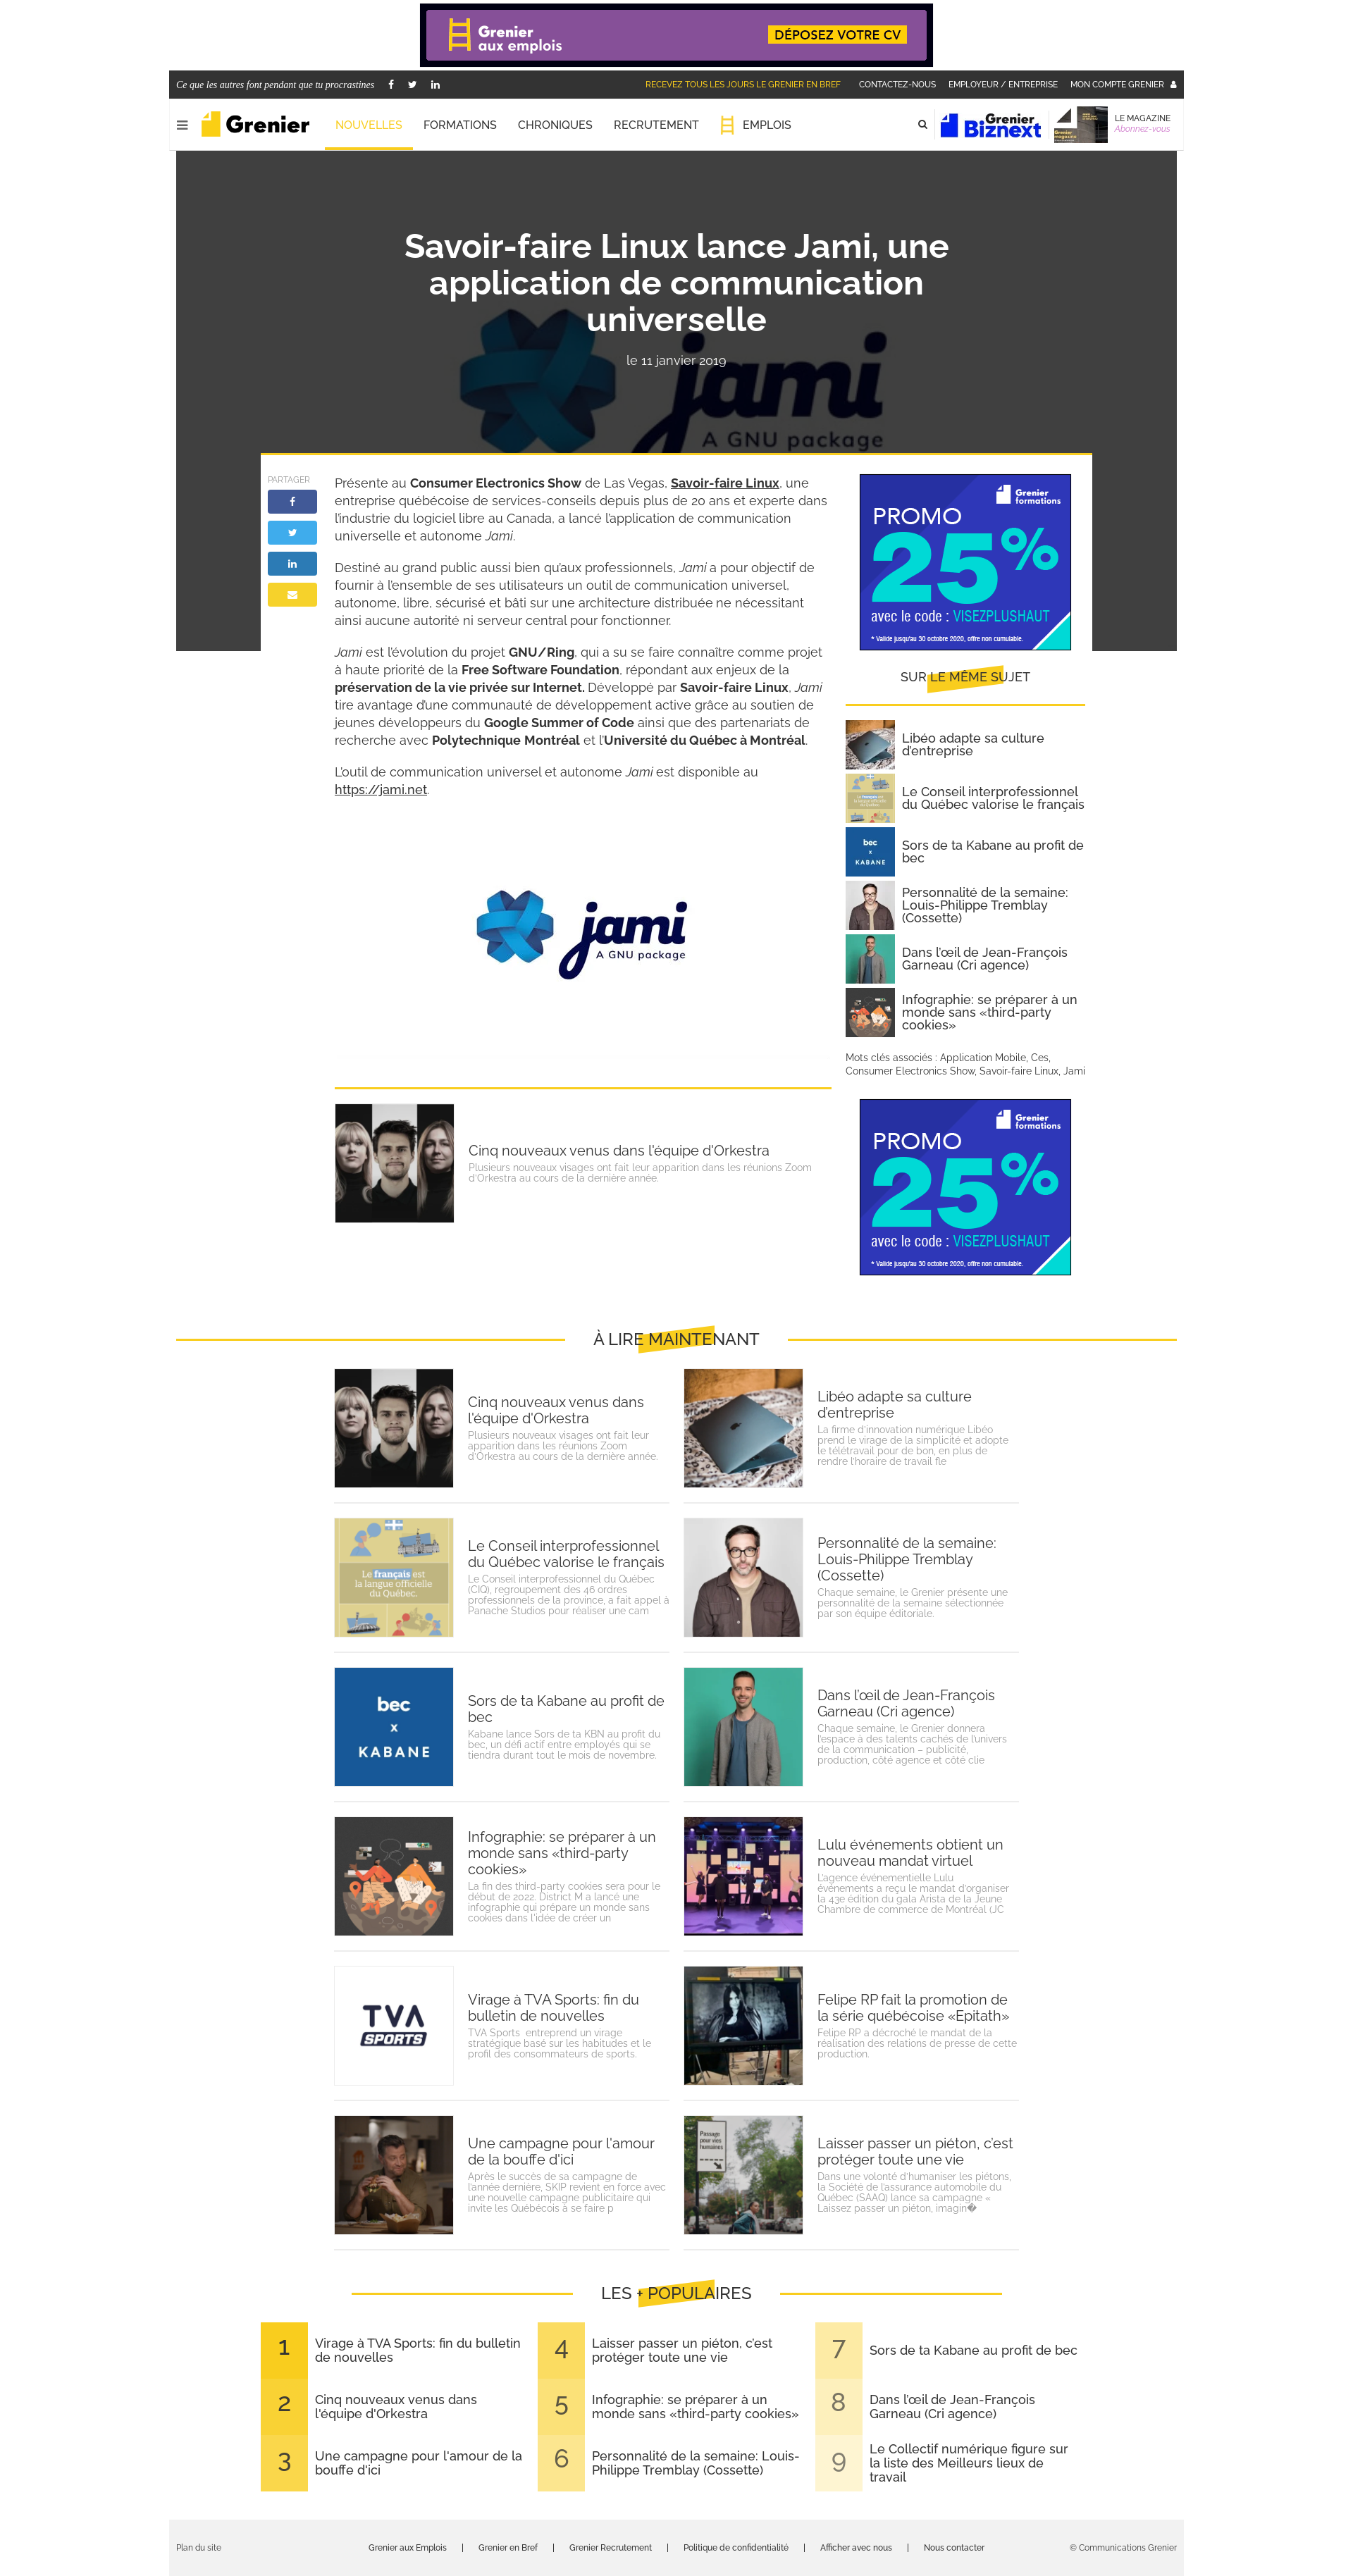 Grenier
aux emplois
DÉPOSEZ VOTRE CV
Ce que les autres font pendant que tu procrastines
RECEVEZ TOUS LES JOURS LE GRENIER EN BREF
CONTACTEZ-NOUS
EMPLOYEUR / ENTREPRISE
MON COMPTE GRENIER
Grenier
NOUVELLES
FORMATIONS
CHRONIQUES
RECRUTEMENT
EMPLOIS
Grenier
Biznext
LE MAGAZINE
Abonnez-vous
Savoir-faire Linux lance Jami, une
application de communication
universelle
le 11 janvier 2019
jami
A GNU package
PARTAGER
Présente au Consumer Electronics Show de Las Vegas, Savoir-faire Linux, une
entreprise québécoise de services-conseils depuis plus de 20 ans et experte dans
l'industrie du logiciel libre au Canada, a lancé l'application de communication
universelle et autonome Jami.
Destiné au grand public aussi bien qu'aux professionnels, Jami a pour objectif de
fournir à l'ensemble de ses utilisateurs un outil de communication universel,
autonome, libre, sécurisé et bâti sur une architecture distribuée ne nécessitant
ainsi aucune autorité ni serveur central pour fonctionner.
Jami est l'évolution du projet GNU/Ring, qui a su se faire connaître comme projet
à haute priorité de la Free Software Foundation, répondant aux enjeux de la
préservation de la vie privée sur Internet. Développé par Savoir-faire Linux, Jami
tire avantage d'une communauté de développement active grâce au soutien de
jeunes développeurs du Google Summer of Code ainsi que des partenariats de
recherche avec Polytechnique Montréal et l'Université du Québec à Montréal.
L'outil de communication universel et autonome Jami est disponible au
https://jami.net.
jami
A GNU package
Cinq nouveaux venus dans l'équipe d'Orkestra
Plusieurs nouveaux visages ont fait leur apparition dans les réunions Zoom
d'Orkestra au cours de la dernière année.
Grenier
formations
PROMO
25%
avec le code : VISEZPLUSHAUT
* Valide jusqu'au 30 octobre 2020, offre non cumulable.
SUR LE MÊME SUJET
Libéo adapte sa culture
d'entreprise
Le Conseil interprofessionnel
du Québec valorise le français
bec
x
KABANE
Sors de ta Kabane au profit de
bec
Personnalité de la semaine:
Louis-Philippe Tremblay
(Cossette)
Dans l'œil de Jean-François
Garneau (Cri agence)
Infographie: se préparer à un
monde sans «third-party
cookies»
Mots clés associés : Application Mobile, Ces,
Consumer Electronics Show, Savoir-faire Linux, Jami
Grenier
formations
PROMO
25%
avec le code : VISEZPLUSHAUT
* Valide jusqu'au 30 octobre 2020, offre non cumulable.
À LIRE MAINTENANT
Cinq nouveaux venus dans
l'équipe d'Orkestra
Plusieurs nouveaux visages ont fait leur
apparition dans les réunions Zoom
d'Orkestra au cours de la dernière année.
Libéo adapte sa culture
d'entreprise
La firme d'innovation numérique Libéo
prend le virage de la simplicité et adopte
le télétravail pour de bon, en plus de
rendre l'horaire de travail fle
Le français est
la langue officielle
du Québec.
Le Conseil interprofessionnel
du Québec valorise le français
Le Conseil interprofessionnel du Québec
(CIQ), regroupement des 46 ordres
professionnels de la province, a fait appel à
Panache Studios pour réaliser une cam
Personnalité de la semaine:
Louis-Philippe Tremblay
(Cossette)
Chaque semaine, le Grenier présente une
personnalité de la semaine sélectionnée
par son équipe éditoriale.
bec
x
KABANE
Sors de ta Kabane au profit de
bec
Kabane lance Sors de ta KBN au profit du
bec, un défi actif entre employés qui se
tiendra durant tout le mois de novembre.
Dans l'œil de Jean-François
Garneau (Cri agence)
Chaque semaine, le Grenier donnera
l'espace à des talents cachés de l'univers
de la communication – publicité,
production, côté agence et côté clie
Infographie: se préparer à un
monde sans «third-party
cookies»
La fin des third-party cookies sera pour le
début de 2022. District M a lancé une
infographie qui prépare un monde sans
cookies dans l'idée de créer un
Lulu événements obtient un
nouveau mandat virtuel
L'agence événementielle Lulu
événements a reçu le mandat d'organiser
la 43e édition du gala Arista de la Jeune
Chambre de commerce de Montréal (JC
TVA
SPORTS
Virage à TVA Sports: fin du
bulletin de nouvelles
TVA Sports entreprend un virage
stratégique basé sur les habitudes et le
profil des consommateurs de sports.
Felipe RP fait la promotion de
la série québécoise «Epitath»
Felipe RP a décroché le mandat de la
réalisation des relations de presse de cette
production.
Une campagne pour l'amour
de la bouffe d'ici
Après le succès de sa campagne de
l'année dernière, SKIP revient en force avec
une nouvelle campagne publicitaire qui
invite les Québécois à se faire p
Passage
pour vies
humaines
Laisser passer un piéton, c'est
protéger toute une vie
Dans une volonté d'humaniser les piétons,
la Société de l'assurance automobile du
Québec (SAAQ) lance sa campagne «
Laissez passer un piéton, imagin�
LES + POPULAIRES
1
Virage à TVA Sports: fin du bulletin
de nouvelles
2
Cinq nouveaux venus dans
l'équipe d'Orkestra
3
Une campagne pour l'amour de la
bouffe d'ici
4
Laisser passer un piéton, c'est
protéger toute une vie
5
Infographie: se préparer à un
monde sans «third-party cookies»
6
Personnalité de la semaine: Louis-
Philippe Tremblay (Cossette)
7
Sors de ta Kabane au profit de bec
8
Dans l'œil de Jean-François
Garneau (Cri agence)
9
Le Collectif numérique figure sur
la liste des Meilleurs lieux de
travail
Plan du site
Grenier aux Emplois | Grenier en Bref | Grenier Recrutement | Politique de confidentialité | Afficher avec nous | Nous contacter
© Communications Grenier